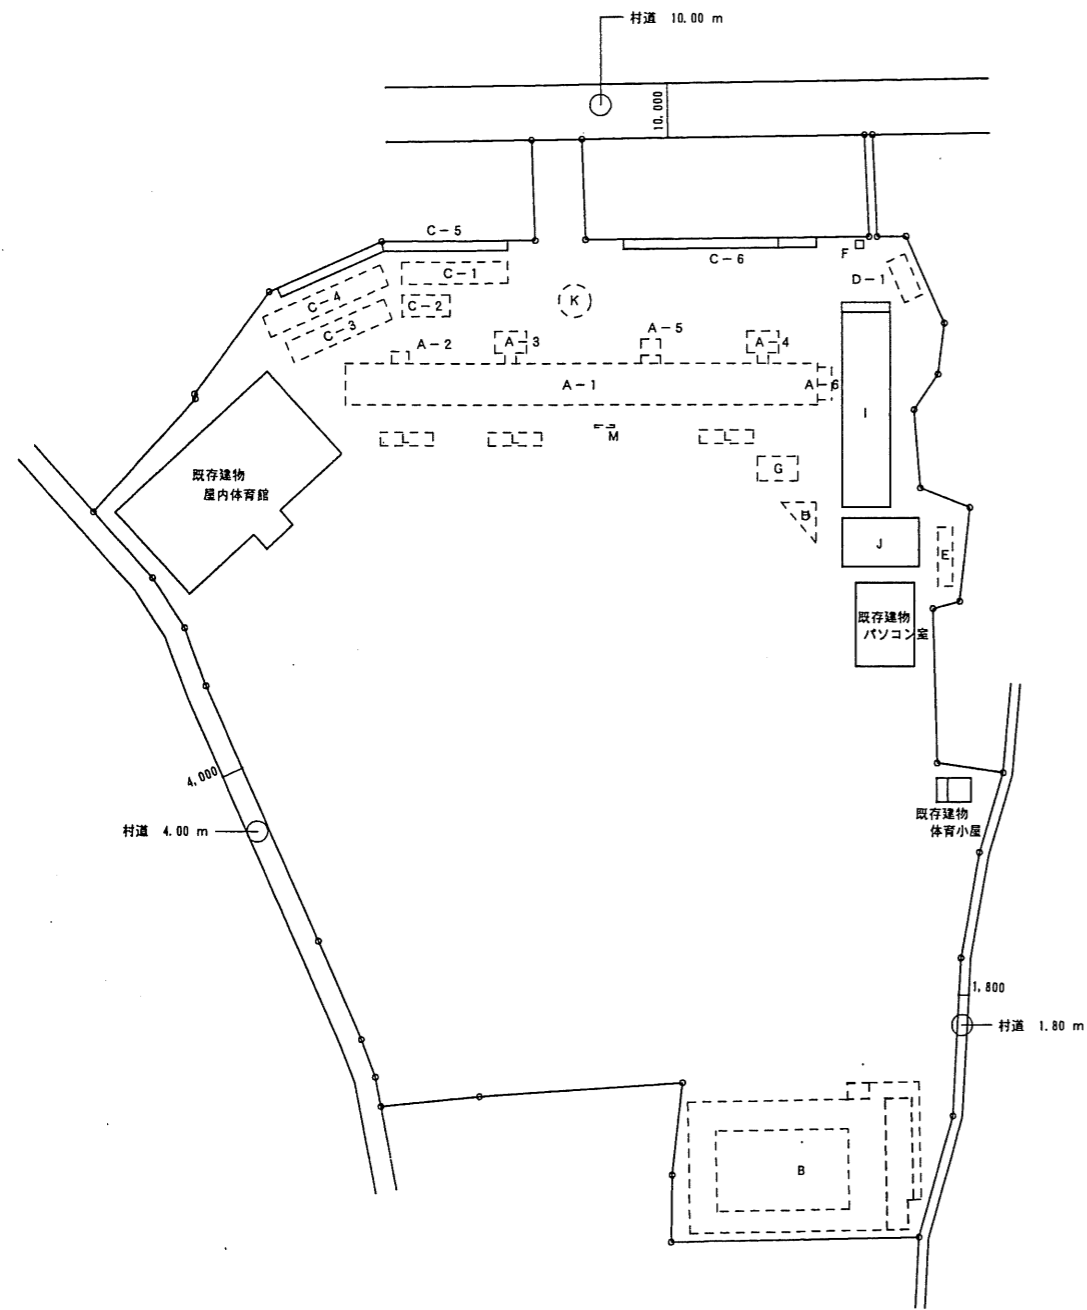 村道 10.00 m
10,000
C-5
C-6
F
C-1
D-1
C-4
C-2
K
C-3
A-5
A-2
A-3
A-4
A-1
A-6
I
L
L
M
L
G
既存建物
屋内体育館
H
J
E
既存建物
パソコン室
4,000
既存建物
体育小屋
村道 4.00 m
1,800
村道 1.80 m
B